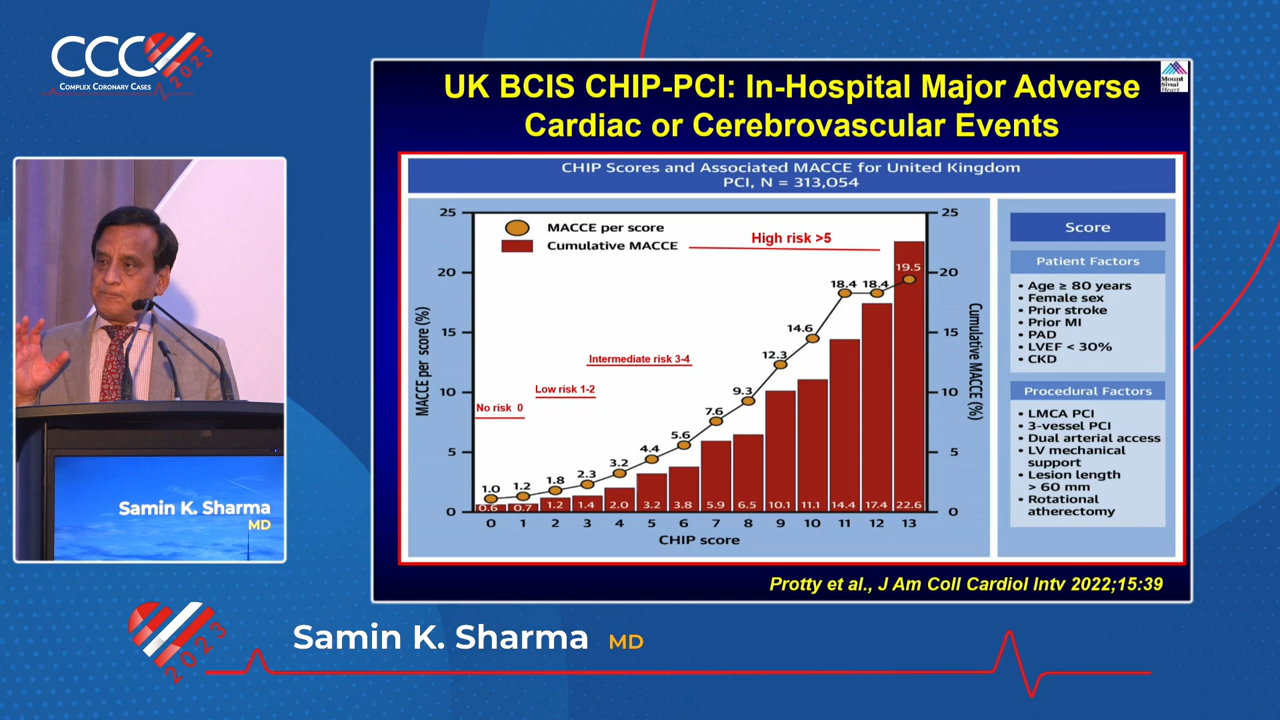 CCC
2023
COMPLEX CORONARY CASES
UK BCIS CHIP-PCI: In-Hospital Major Adverse
Cardiac or Cerebrovascular Events
Mount
Sinai
Heart
CHIP Scores and Associated MACCE for United Kingdom
PCI, N = 313,054
MACCE per score (%)
25
20
15
10
5
0
MACCE per score
Cumulative MACCE
High risk >5
Intermediate risk 3-4
Low risk 1-2
No risk 0
1.0 1.2 1.8 2.3 3.2 4.4 5.6 7.6 9.3 12.3 14.6 18.4 18.4 19.5
0.6 0.7 1.2 1.4 2.0 3.2 3.8 5.9 6.5 10.1 11.1 14.4 17.4 22.6
0 1 2 3 4 5 6 7 8 9 10 11 12 13
CHIP score
25
20
15
10
5
0
Cumulative MACCE (%)
Score
Patient Factors
• Age ≥ 80 years
• Female sex
• Prior stroke
• Prior MI
• PAD
• LVEF < 30%
• CKD
Procedural Factors
• LMCA PCI
• 3-vessel PCI
• Dual arterial access
• LV mechanical
support
• Lesion length
> 60 mm
• Rotational
atherectomy
Protty et al., J Am Coll Cardiol Intv 2022;15:39
Samin K. Sharma
MD
2023
Samin K. Sharma MD